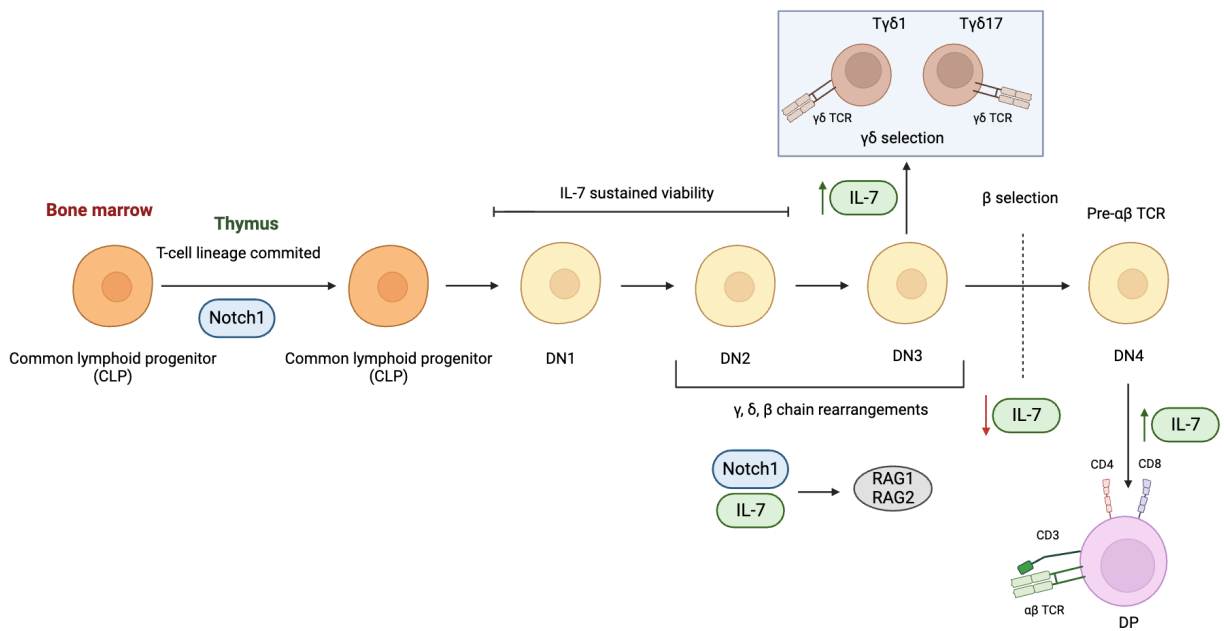 Tγδ1
Tγδ17
γδ TCR
γδ TCR
γδ selection
IL-7
IL-7 sustained viability
β selection
Bone marrow
Thymus
Pre-αβ TCR
T-cell lineage commited
Notch1
Common lymphoid progenitor
(CLP)
Common lymphoid progenitor
(CLP)
DN1
DN2
DN3
DN4
γ, δ, β chain rearrangements
IL-7
IL-7
Notch1
IL-7
RAG1
RAG2
CD4
CD8
CD3
αβ TCR
DP